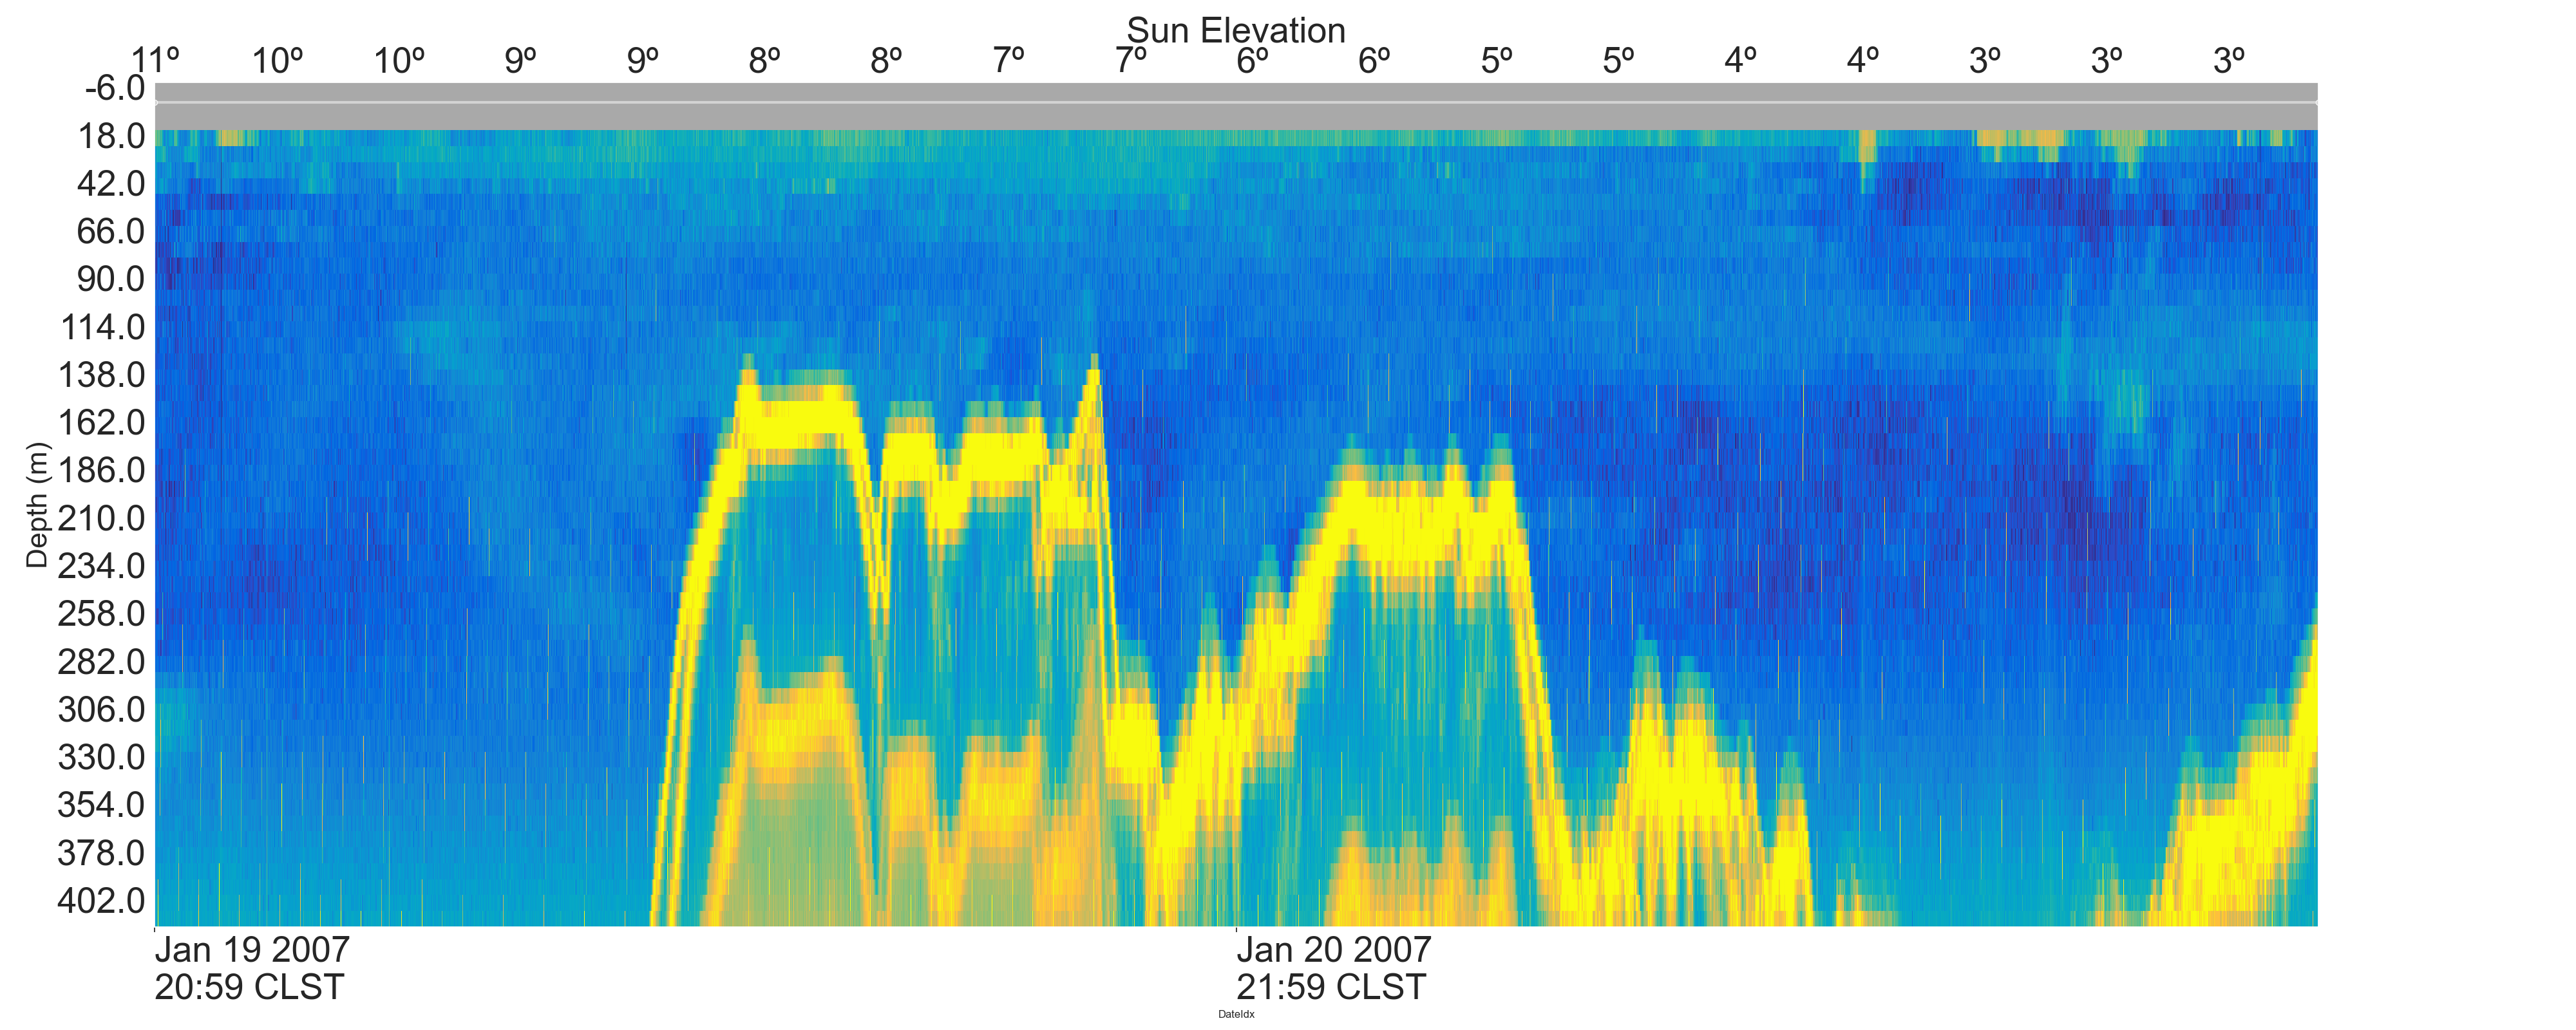 Sun Elevation
11º 10º 10º 9º 9º 8º 8º 7º 7º 6º 6º 5º 5º 4º 4º 3º 3º 3º
-6.0
18.0
42.0
66.0
90.0
114.0
138.0
162.0
186.0
210.0
234.0
258.0
282.0
306.0
330.0
354.0
378.0
402.0
Depth (m)
Jan 19 2007
20:59 CLST
Jan 20 2007
21:59 CLST
DateIdx